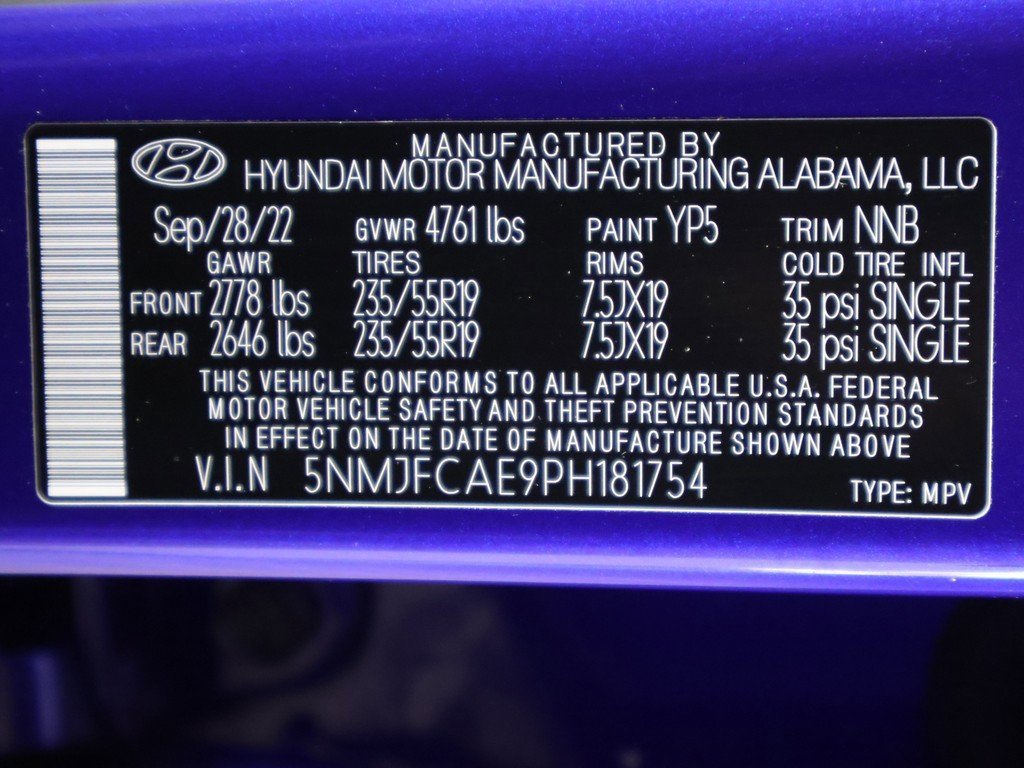 MANUFACTURED BY
HYUNDAI MOTOR MANUFACTURING ALABAMA, LLC
Sep/28/22 GVWR 4761 lbs PAINT YP5 TRIM NNB
GAWR TIRES RIMS COLD TIRE INFL
FRONT 2778 lbs 235/55R19 7.5JX19 35 psi SINGLE
REAR 2646 lbs 235/55R19 7.5JX19 35 psi SINGLE
THIS VEHICLE CONFORMS TO ALL APPLICABLE U.S.A. FEDERAL
MOTOR VEHICLE SAFETY AND THEFT PREVENTION STANDARDS
IN EFFECT ON THE DATE OF MANUFACTURE SHOWN ABOVE
V.I.N 5NMJFCAE9PH181754 TYPE: MPV